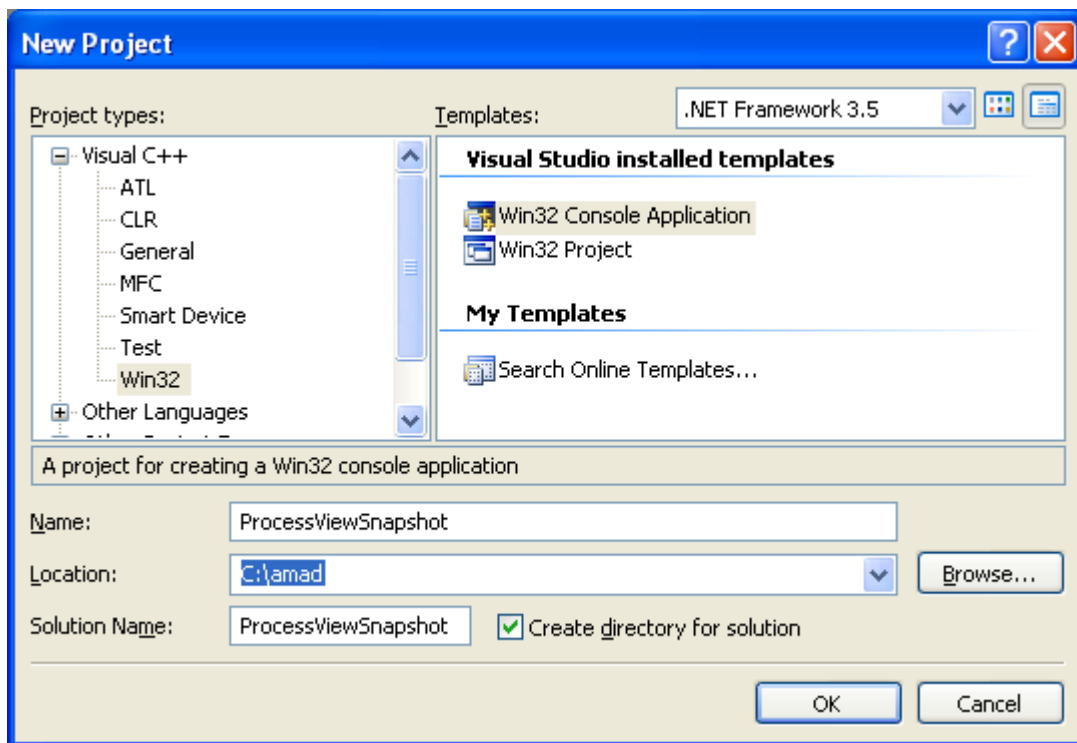 New Project
Project types:
Templates:
.NET Framework 3.5
Visual C++
ATL
CLR
General
MFC
Smart Device
Test
Win32
Other Languages
Visual Studio installed templates
Win32 Console Application
Win32 Project
My Templates
Search Online Templates...
A project for creating a Win32 console application
Name:
ProcessViewSnapshot
Location:
C:\amad
Browse...
Solution Name:
ProcessViewSnapshot
Create directory for solution
OK
Cancel